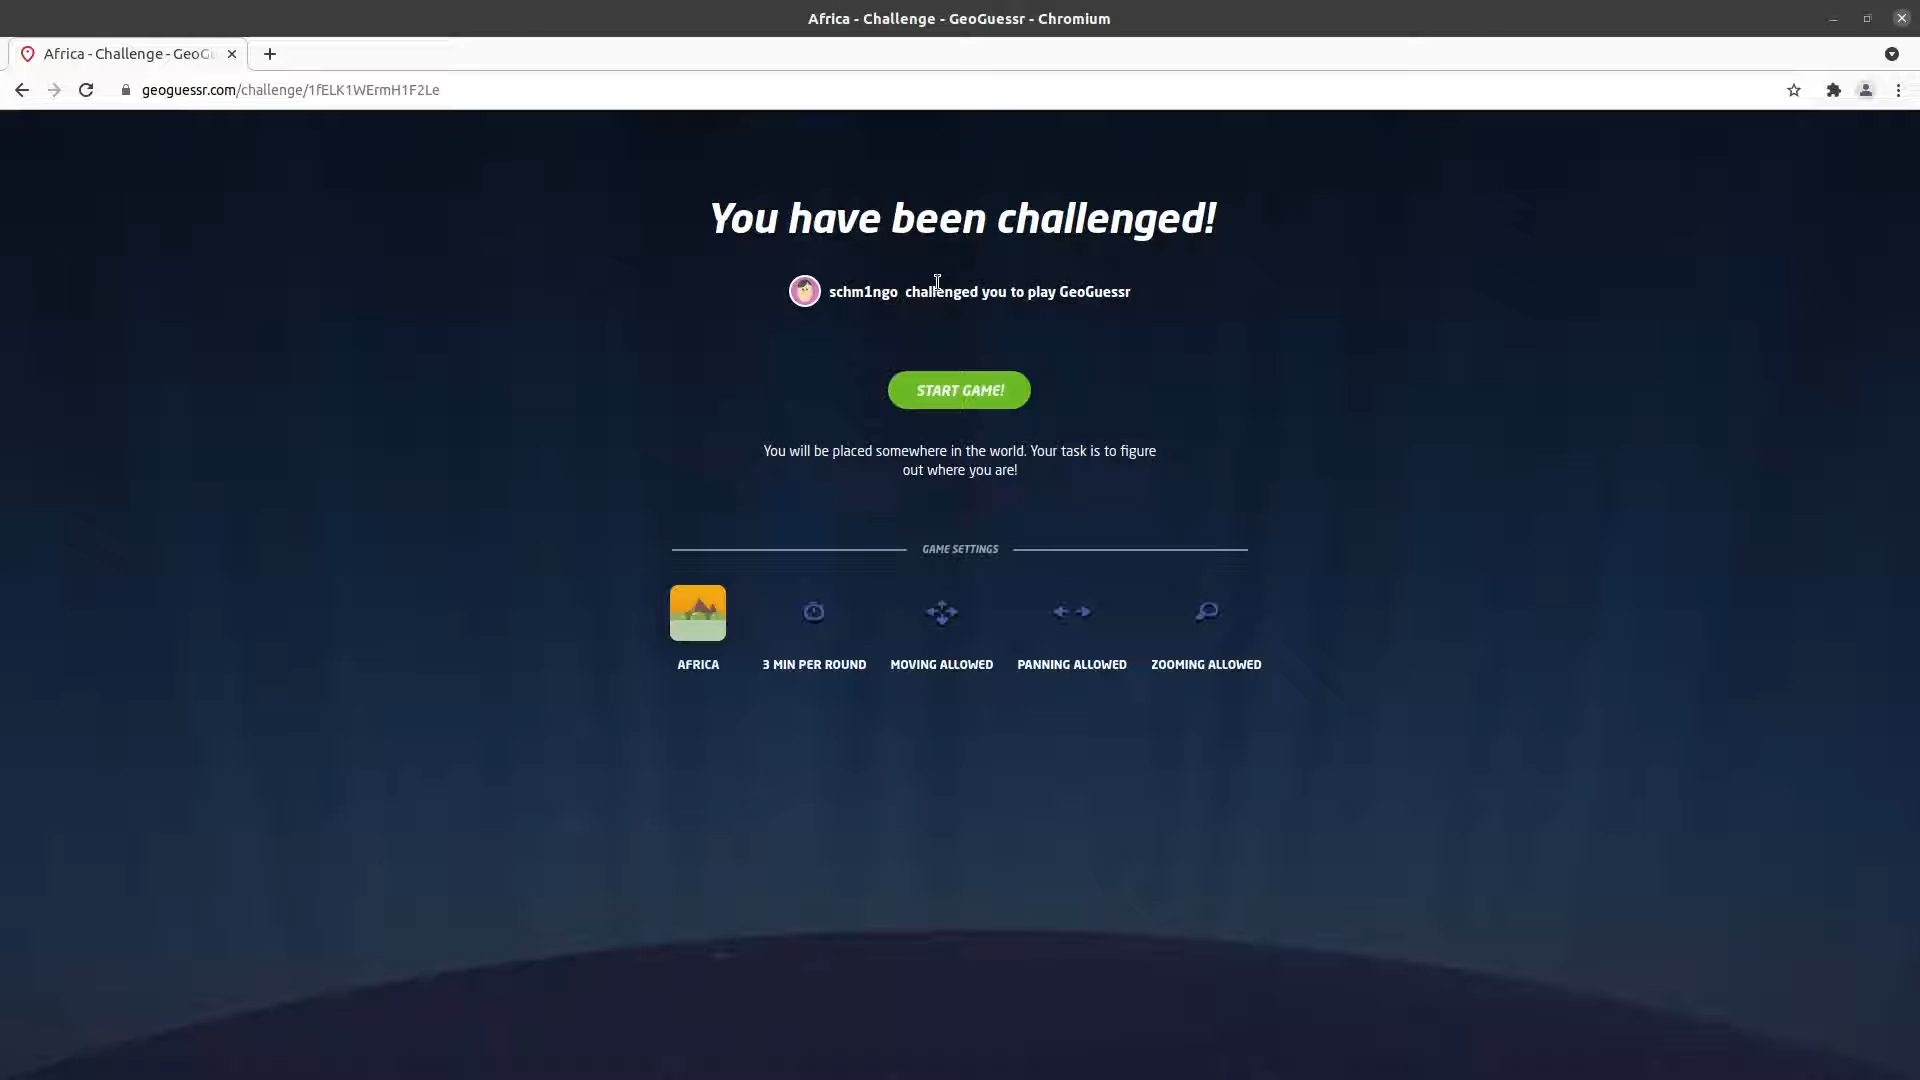 Africa - Challenge - GeoGuessr - Chromium
Africa - Challenge - GeoGu
geoguessr.com/challenge/1fELK1WErmH1F2Le
You have been challenged!
schm1ngo challenged you to play GeoGuessr
START GAME!
You will be placed somewhere in the world. Your task is to figure
out where you are!
GAME SETTINGS
AFRICA
3 MIN PER ROUND
MOVING ALLOWED
PANNING ALLOWED
ZOOMING ALLOWED